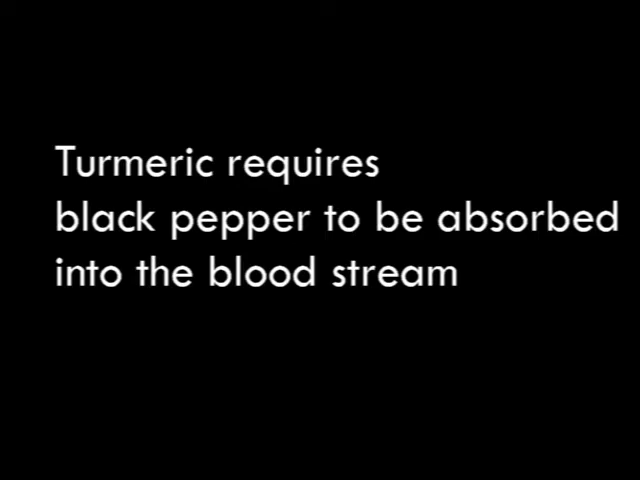 Turmeric requires
black pepper to be absorbed
into the blood stream